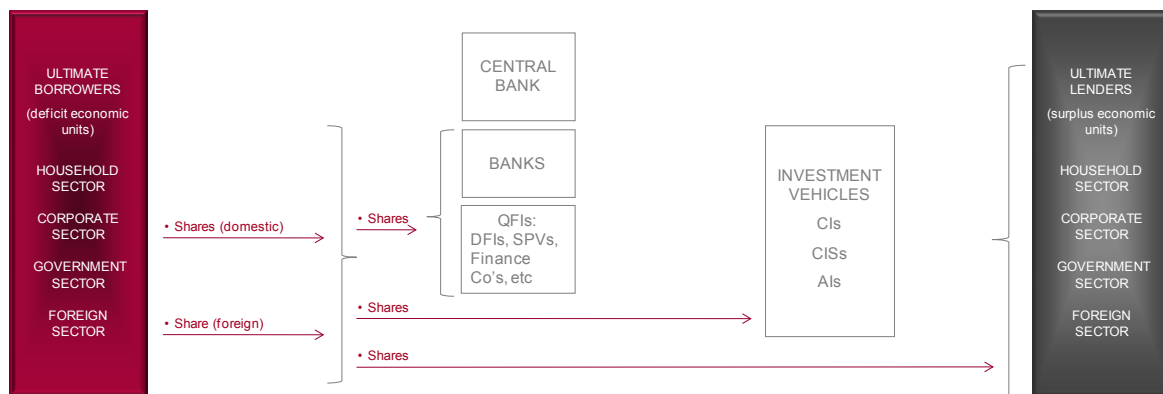 ULTIMATE
BORROWERS
(deficit economic
units)
HOUSEHOLD
SECTOR
CORPORATE
SECTOR
GOVERNMENT
SECTOR
FOREIGN
SECTOR
• Shares (domestic)
• Share (foreign)
• Shares
• Shares
• Shares
CENTRAL
BANK
BANKS
QFIs:
DFIs, SPVs,
Finance
Co's, etc
INVESTMENT
VEHICLES
CIs
CISs
AIs
ULTIMATE
LENDERS
(surplus economic
units)
HOUSEHOLD
SECTOR
CORPORATE
SECTOR
GOVERNMENT
SECTOR
FOREIGN
SECTOR